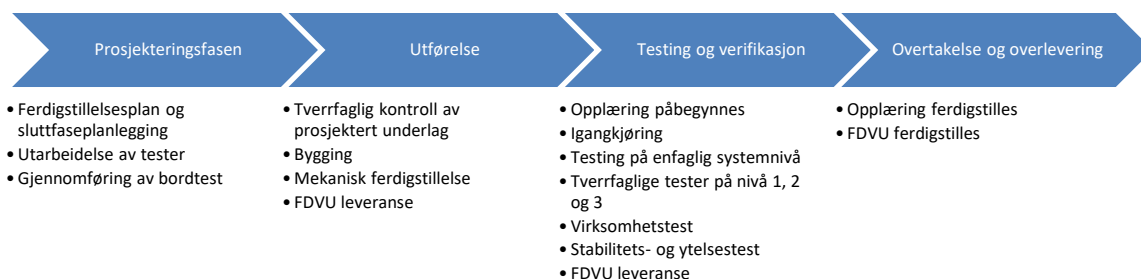 Prosjekteringsfasen
• Ferdigstillelsesplan og
sluttfaseplanlegging
• Utarbeidelse av tester
• Gjennomføring av bordtest
Utførelse
• Tverrfaglig kontroll av
prosjektert underlag
• Bygging
• Mekanisk ferdigstillelse
• FDVU leveranse
Testing og verifikasjon
• Opplæring påbegynnes
• Igangkjøring
• Testing på enfaglig systemnivå
• Tverrfaglige tester på nivå 1, 2
og 3
• Virksomhetstest
• Stabilitets- og ytelsestest
• FDVU leveranse
Overtakelse og overlevering
• Opplæring ferdigstilles
• FDVU ferdigstilles